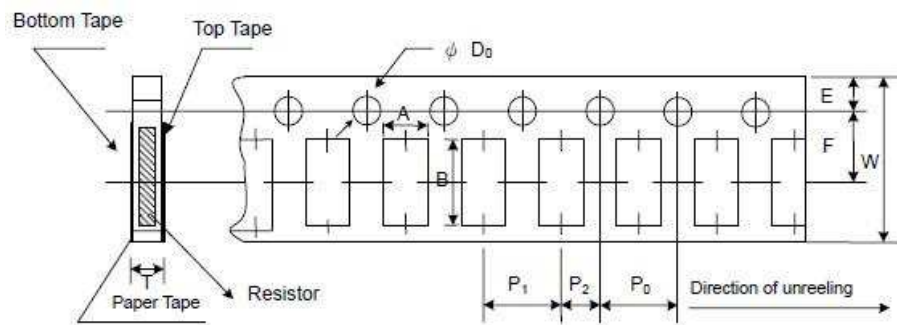 Bottom Tape
Top Tape
ϕ D₀
A
B
E
F
W
T
Paper Tape
Resistor
P₁
P₂
P₀
Direction of unreeling